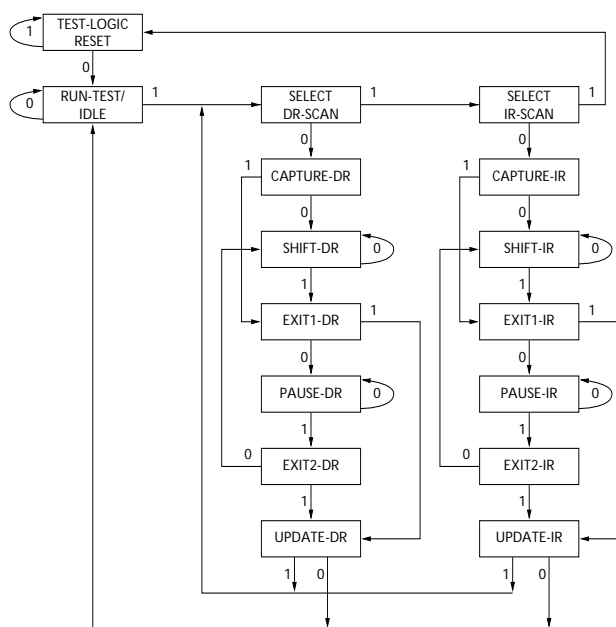 TEST-LOGIC
RESET
1
0
RUN-TEST/
IDLE
0
1
SELECT
DR-SCAN
1
SELECT
IR-SCAN
1
0
0
CAPTURE-DR
1
CAPTURE-IR
1
0
0
SHIFT-DR
0
SHIFT-IR
0
1
1
EXIT1-DR
1
EXIT1-IR
1
0
0
PAUSE-DR
0
PAUSE-IR
0
1
1
EXIT2-DR
0
EXIT2-IR
0
1
1
UPDATE-DR
UPDATE-IR
1
0
1
0